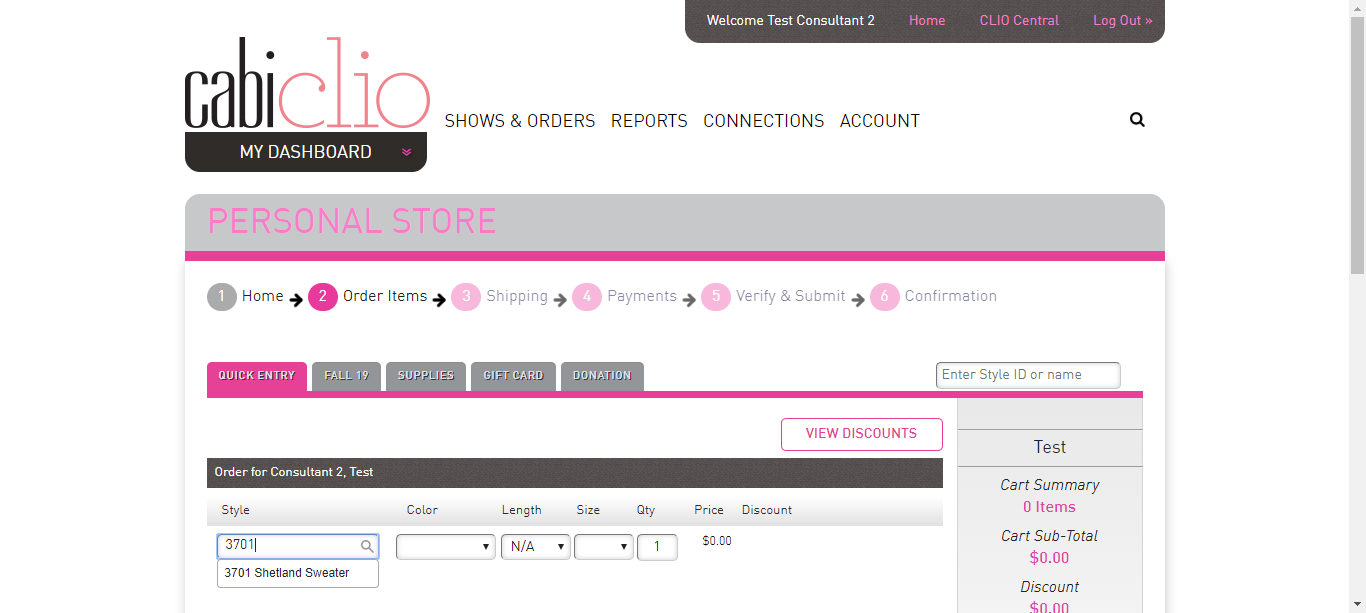 Welcome Test Consultant 2 Home CLIO Central Log Out »
cabiclio
MY DASHBOARD
SHOWS & ORDERS REPORTS CONNECTIONS ACCOUNT
PERSONAL STORE
1 Home 2 Order Items 3 Shipping 4 Payments 5 Verify & Submit 6 Confirmation
QUICK ENTRY FALL 19 SUPPLIES GIFT CARD DONATION
Enter Style ID or name
VIEW DISCOUNTS
Order for Consultant 2, Test
Style Color Length Size Qty Price Discount
3701 N/A 1 $0.00
3701 Shetland Sweater
Test
Cart Summary
0 Items
Cart Sub-Total
$0.00
Discount
$0.00